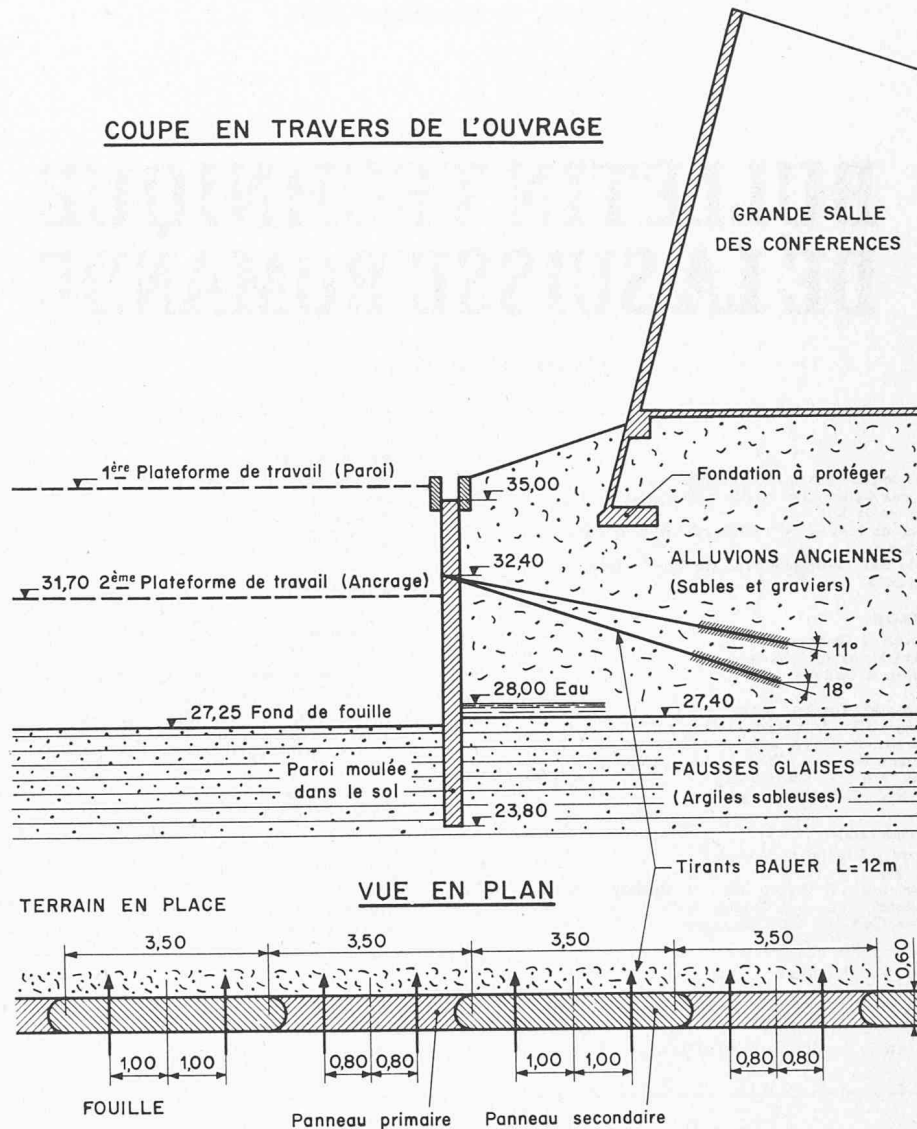 COUPE EN TRAVERS DE L'OUVRAGE
GRANDE SALLE
DES CONFÉRENCES
1ère Plateforme de travail (Paroi)
35,00
Fondation à protéger
32,40
ALLUVIONS ANCIENNES
(Sables et graviers)
31,70 2ème Plateforme de travail (Ancrage)
11°
18°
28,00 Eau
27,25 Fond de fouille
27,40
Paroi moulée
dans le sol
FAUSSES GLAISES
(Argiles sableuses)
23,80
Tirants BAUER L=12m
VUE EN PLAN
TERRAIN EN PLACE
3,50 3,50 3,50 3,50
0,60
1,00 1,00 0,80 0,80 1,00 1,00 0,80 0,80
FOUILLE
Panneau primaire Panneau secondaire